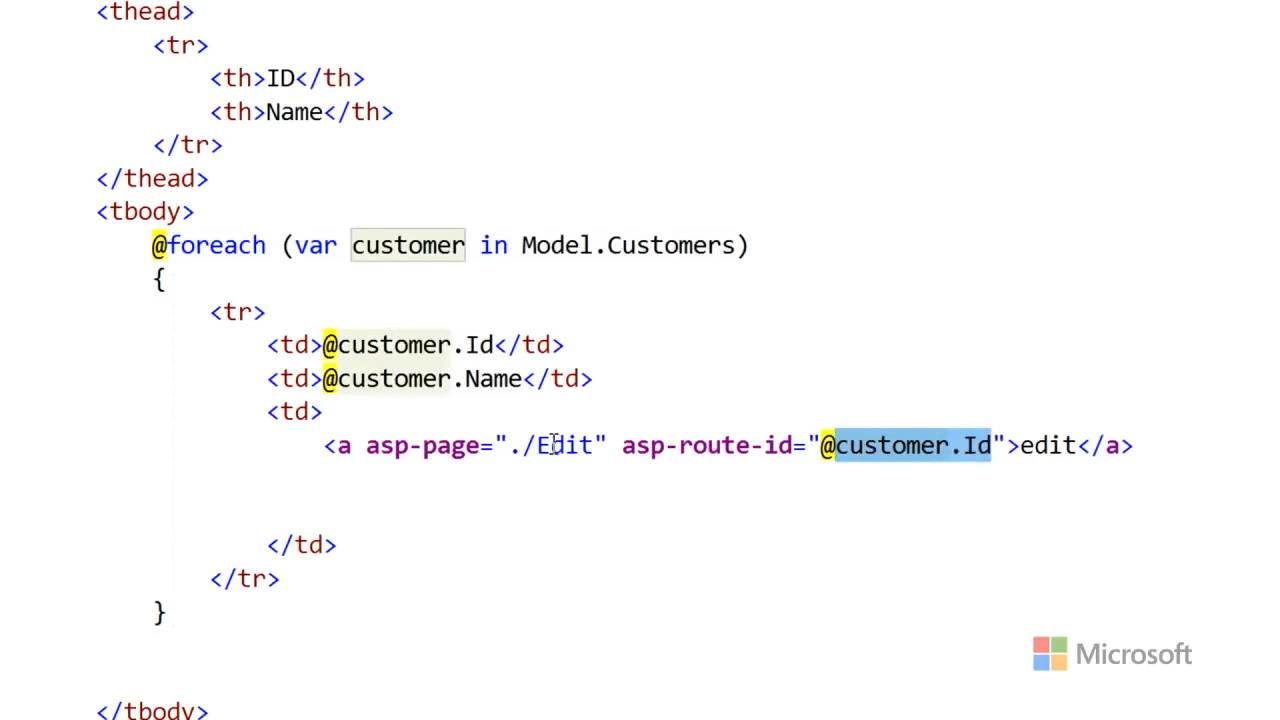 <thead>
<tr>
<th>ID</th>
<th>Name</th>
</tr>
</thead>
<tbody>
@foreach (var customer in Model.Customers)
{
<tr>
<td>@customer.Id</td>
<td>@customer.Name</td>
<td>
<a asp-page="./Edit" asp-route-id="@customer.Id">edit</a>
</td>
</tr>
}
Microsoft
</tbody>